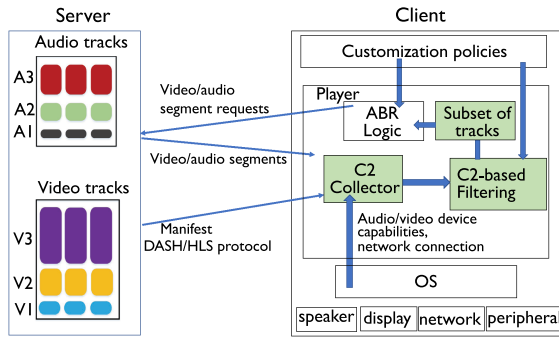 Server
Client
Audio tracks
A3
A2
A1
Video tracks
V3
V2
V1
Video/audio
segment requests
Video/audio segments
Manifest
DASH/HLS protocol
Customization policies
Player
ABR
Logic
Subset of
tracks
C2
Collector
C2-based
Filtering
Audio/video device
capabilities,
network connection
OS
speaker
display
network
peripheral